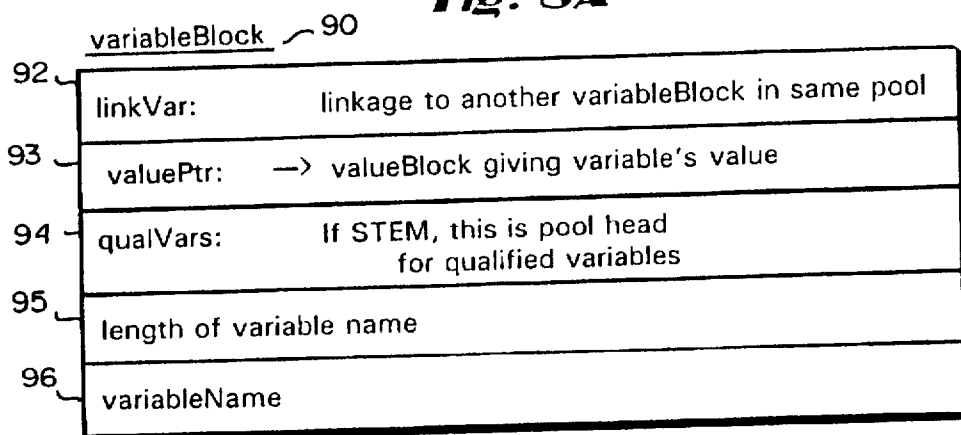 variableBlock 90
92 linkVar: linkage to another variableBlock in same pool
93 valuePtr: —> valueBlock giving variable's value
94 qualVars: If STEM, this is pool head
for qualified variables
95 length of variable name
96 variableName